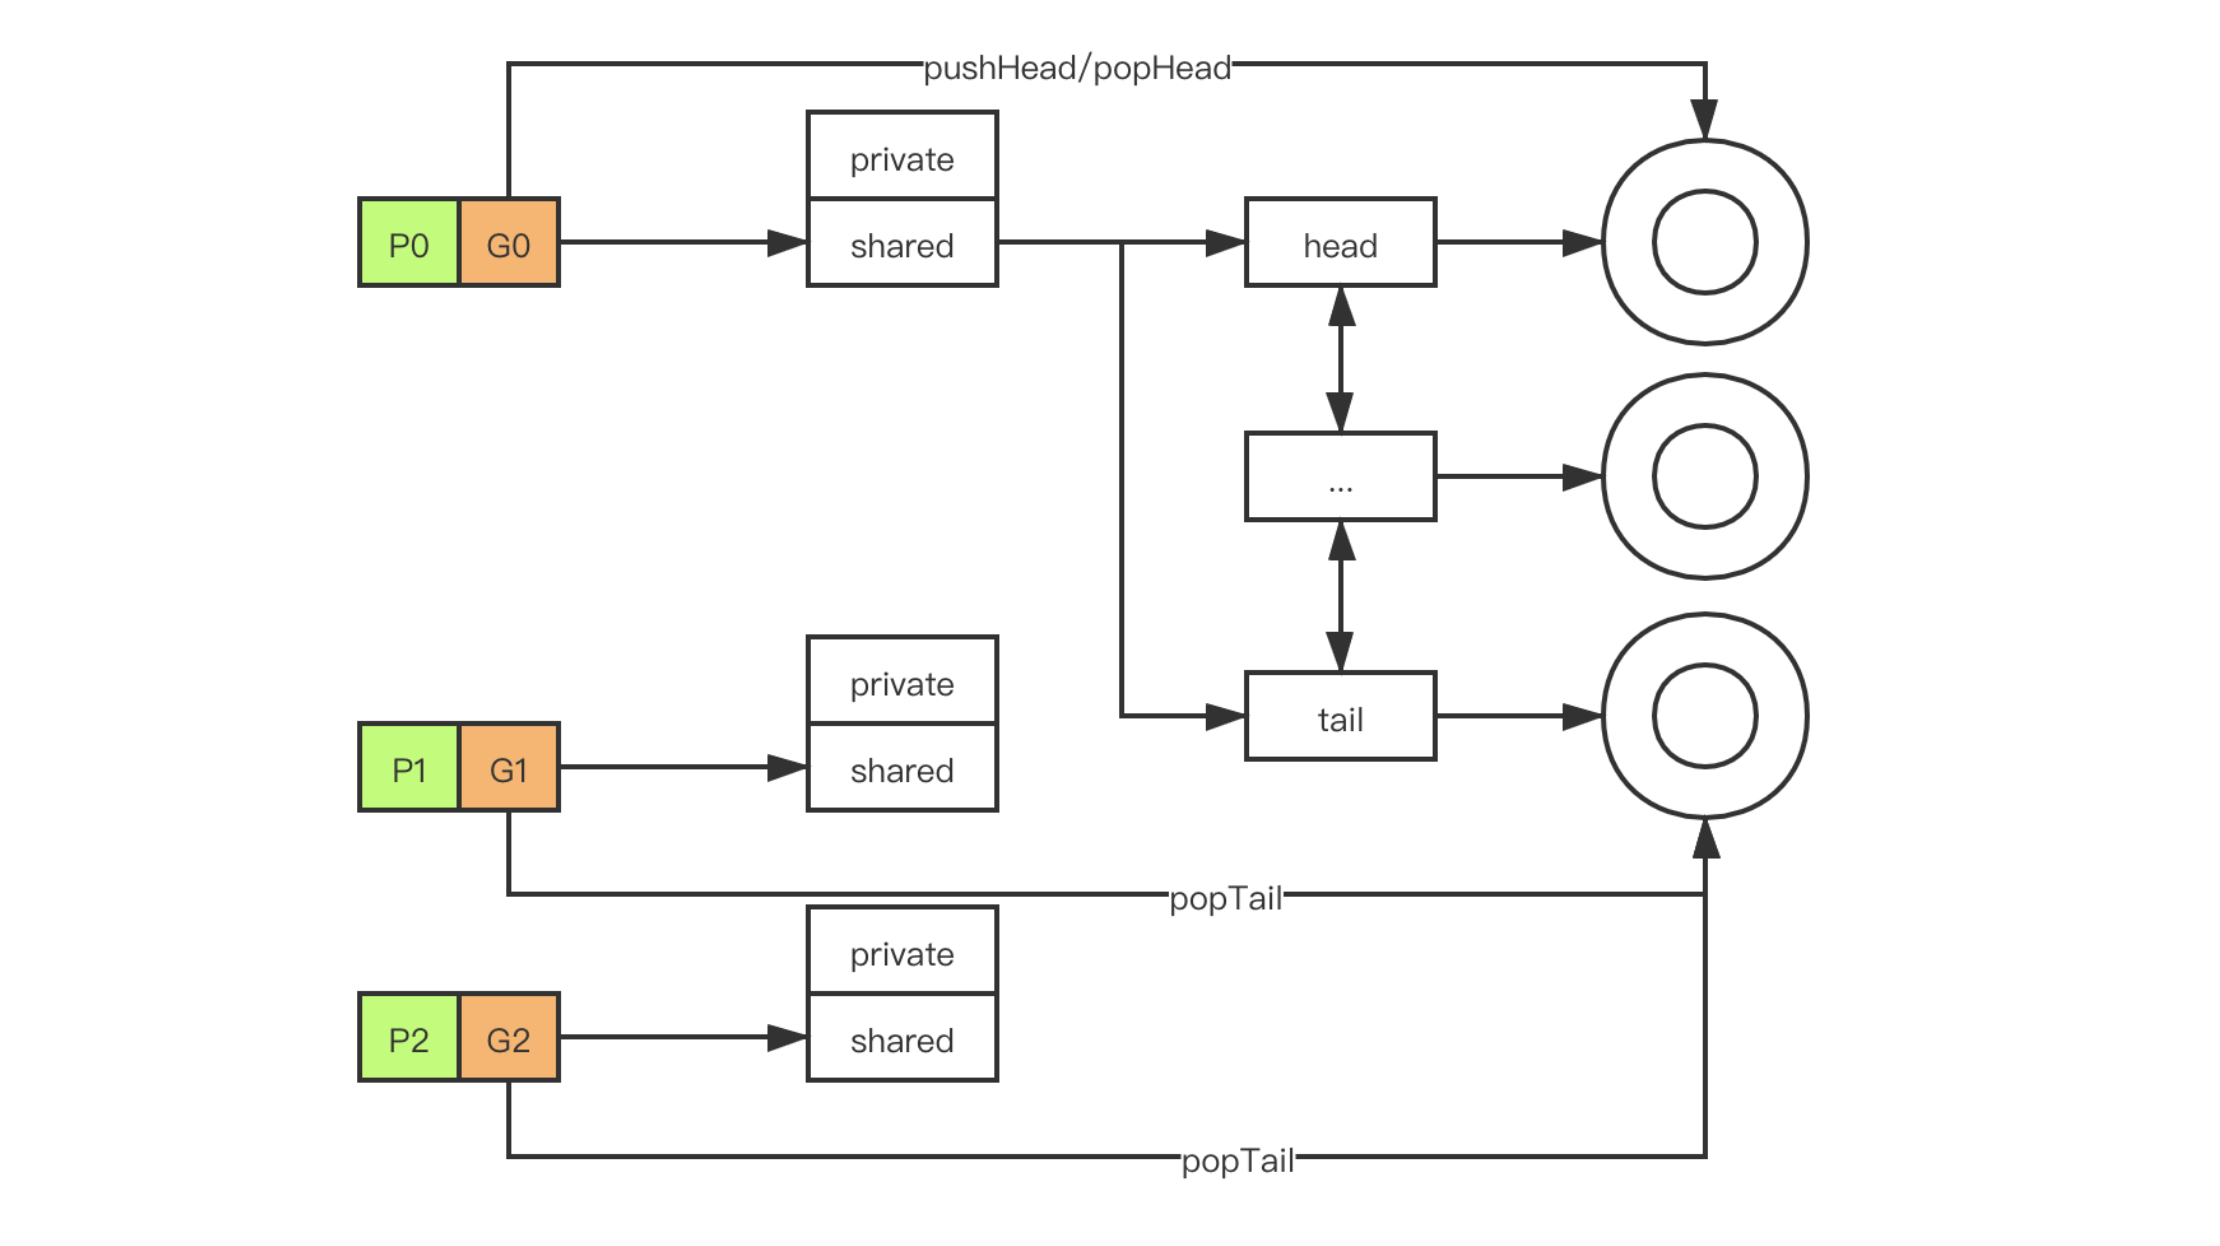 pushHead/popHead
private
P0 G0 shared head
...
private
tail
P1 G1 shared
popTail
private
P2 G2 shared
popTail